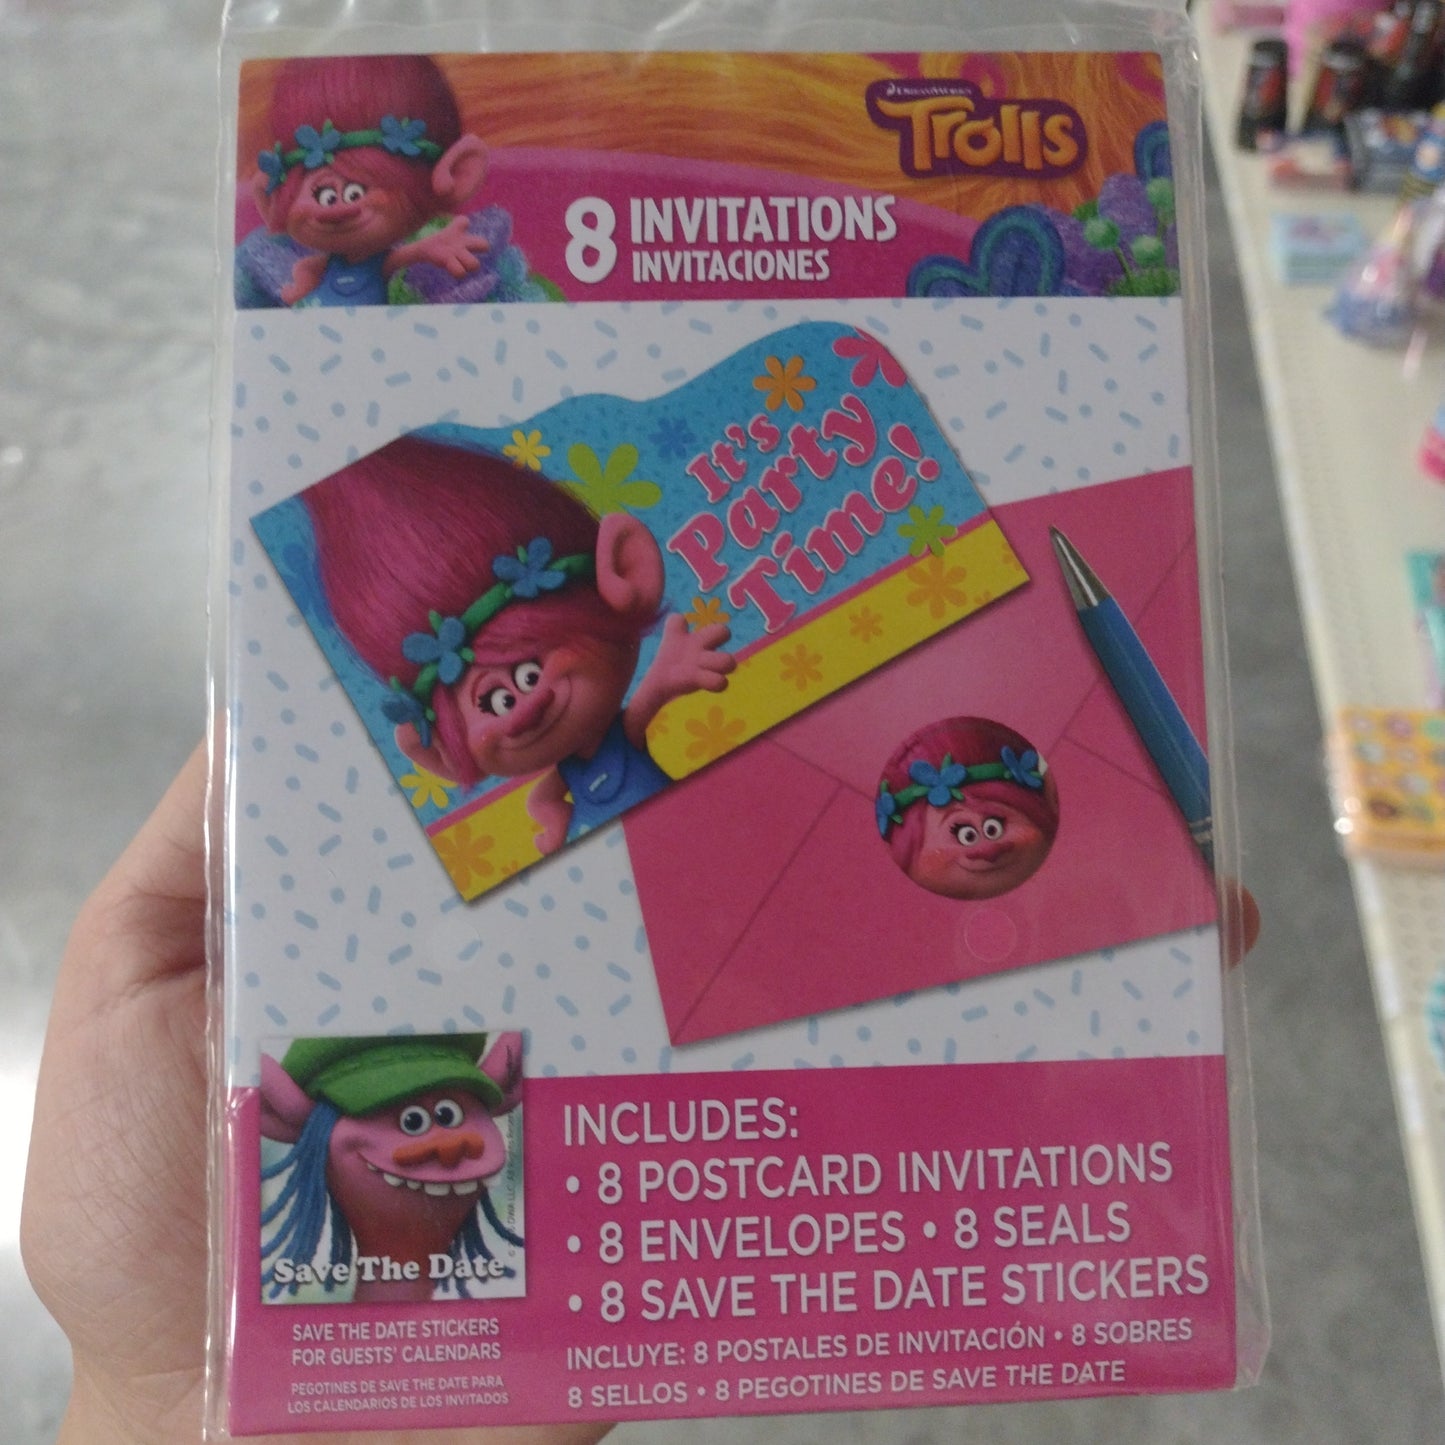 DREAMWORKS
Trolls
8 INVITATIONS
INVITACIONES
It's
Party
Time!
Save The Date
SAVE THE DATE STICKERS
FOR GUESTS' CALENDARS
PEGOTINES DE SAVE THE DATE PARA
LOS CALENDARIOS DE LOS INVITADOS
INCLUDES:
• 8 POSTCARD INVITATIONS
• 8 ENVELOPES • 8 SEALS
• 8 SAVE THE DATE STICKERS
INCLUYE: 8 POSTALES DE INVITACIÓN • 8 SOBRES
8 SELLOS • 8 PEGOTINES DE SAVE THE DATE